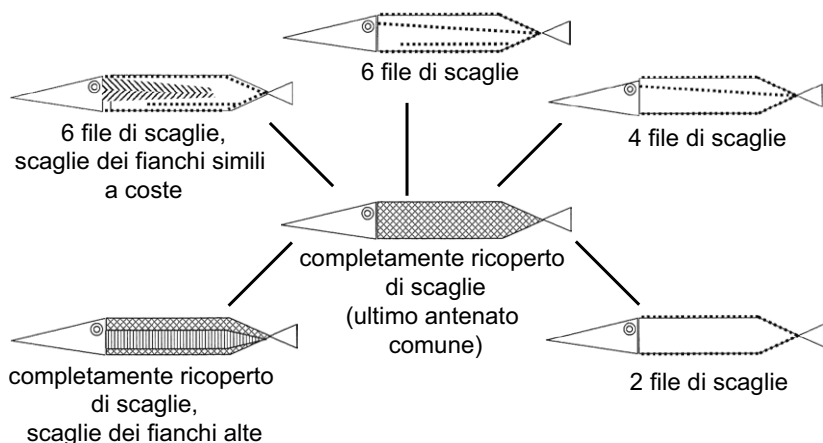 6 file di scaglie
6 file di scaglie,
scaglie dei fianchi simili
a coste
4 file di scaglie
completamente ricoperto
di scaglie
(ultimo antenato
comune)
completamente ricoperto
di scaglie,
scaglie dei fianchi alte
2 file di scaglie